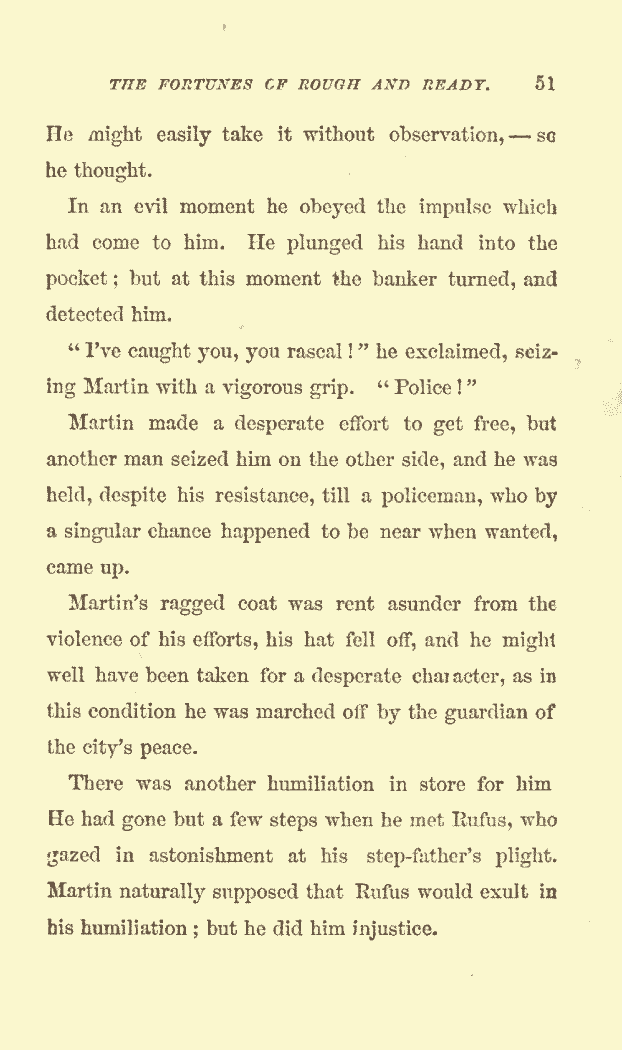 THE FORTUNES OF ROUGH AND READY. 51
He might easily take it without observation, — so
he thought.
In an evil moment he obeyed the impulse which
had come to him. He plunged his hand into the
pocket; but at this moment the banker turned, and
detected him.
“I’ve caught you, you rascal!” he exclaimed, seiz-
ing Martin with a vigorous grip. “Police!”
Martin made a desperate effort to get free, but
another man seized him on the other side, and he was
held, despite his resistance, till a policeman, who by
a singular chance happened to be near when wanted,
came up.
Martin’s ragged coat was rent asunder from the
violence of his efforts, his hat fell off, and he might
well have been taken for a desperate character, as in
this condition he was marched off by the guardian of
the city’s peace.
There was another humiliation in store for him
He had gone but a few steps when he met Rufus, who
gazed in astonishment at his step-father’s plight.
Martin naturally supposed that Rufus would exult in
his humiliation; but he did him injustice.